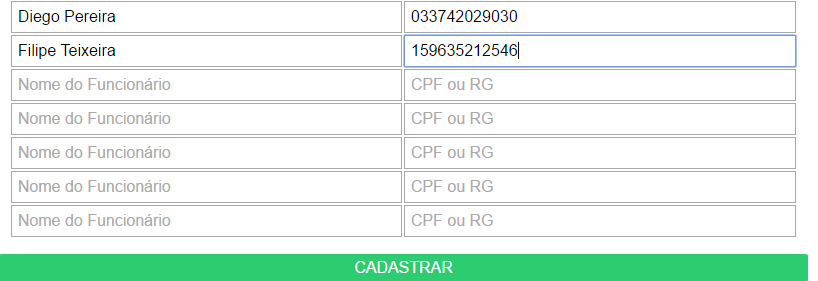 Diego Pereira 033742029030
Filipe Teixeira 159635212546
Nome do Funcionário CPF ou RG
Nome do Funcionário CPF ou RG
Nome do Funcionário CPF ou RG
Nome do Funcionário CPF ou RG
Nome do Funcionário CPF ou RG
CADASTRAR